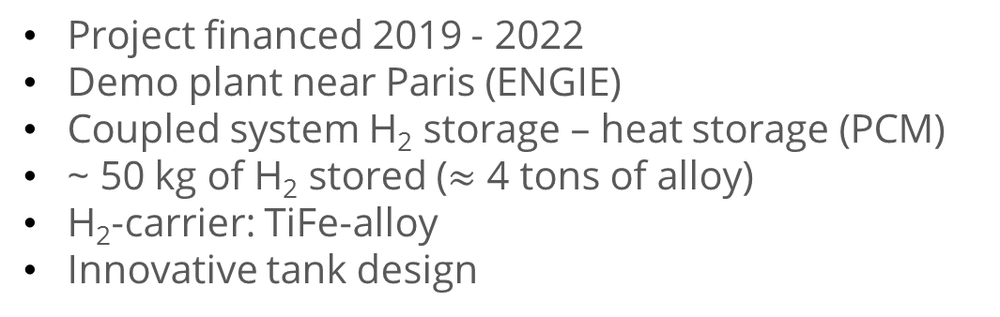 • Project financed 2019 - 2022
• Demo plant near Paris (ENGIE)
• Coupled system H₂ storage – heat storage (PCM)
• ~ 50 kg of H₂ stored (≈ 4 tons of alloy)
• H₂-carrier: TiFe-alloy
• Innovative tank design